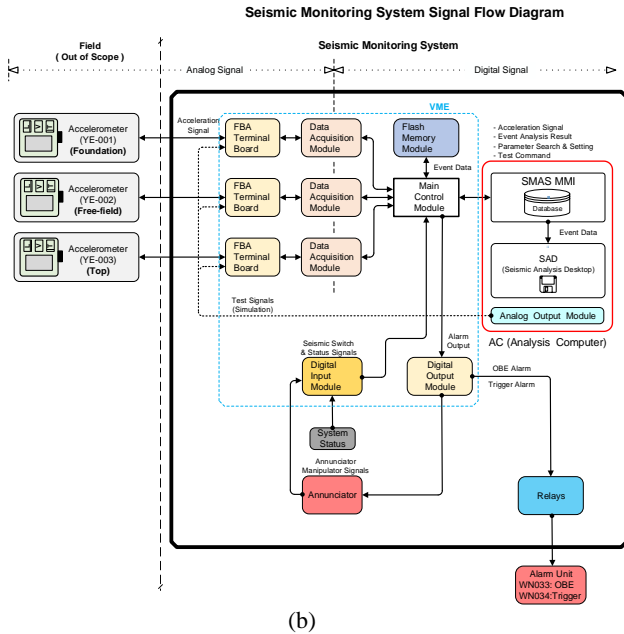 Seismic Monitoring System Signal Flow Diagram
Field
( Out of Scope )
Seismic Monitoring System
Analog Signal
Digital Signal
VME
Acceleration
Signal
Accelerometer
(YE-001)
(Foundation)
FBA
Terminal
Board
Data
Acquisition
Module
Flash
Memory
Module
- Acceleration Signal
- Event Analysis Result
- Parameter Search & Setting
- Test Command
Event Data
Accelerometer
(YE-002)
(Free-field)
FBA
Terminal
Board
Data
Acquisition
Module
Main
Control
Module
SMAS MMI
Database
Event Data
Accelerometer
(YE-003)
(Top)
FBA
Terminal
Board
Data
Acquisition
Module
SAD
(Seismic Analysis Desktop)
Test Signals
(Simulation)
Analog Output Module
AC (Analysis Computer)
Seismic Switch
& Status Signals
Alarm
Output
Digital
Input
Module
Digital
Output
Module
OBE Alarm
Trigger Alarm
System
Status
Annunciator
Manipulator Signals
Annunciator
Relays
Alarm Unit
WN033: OBE
WN034:Trigger
(b)